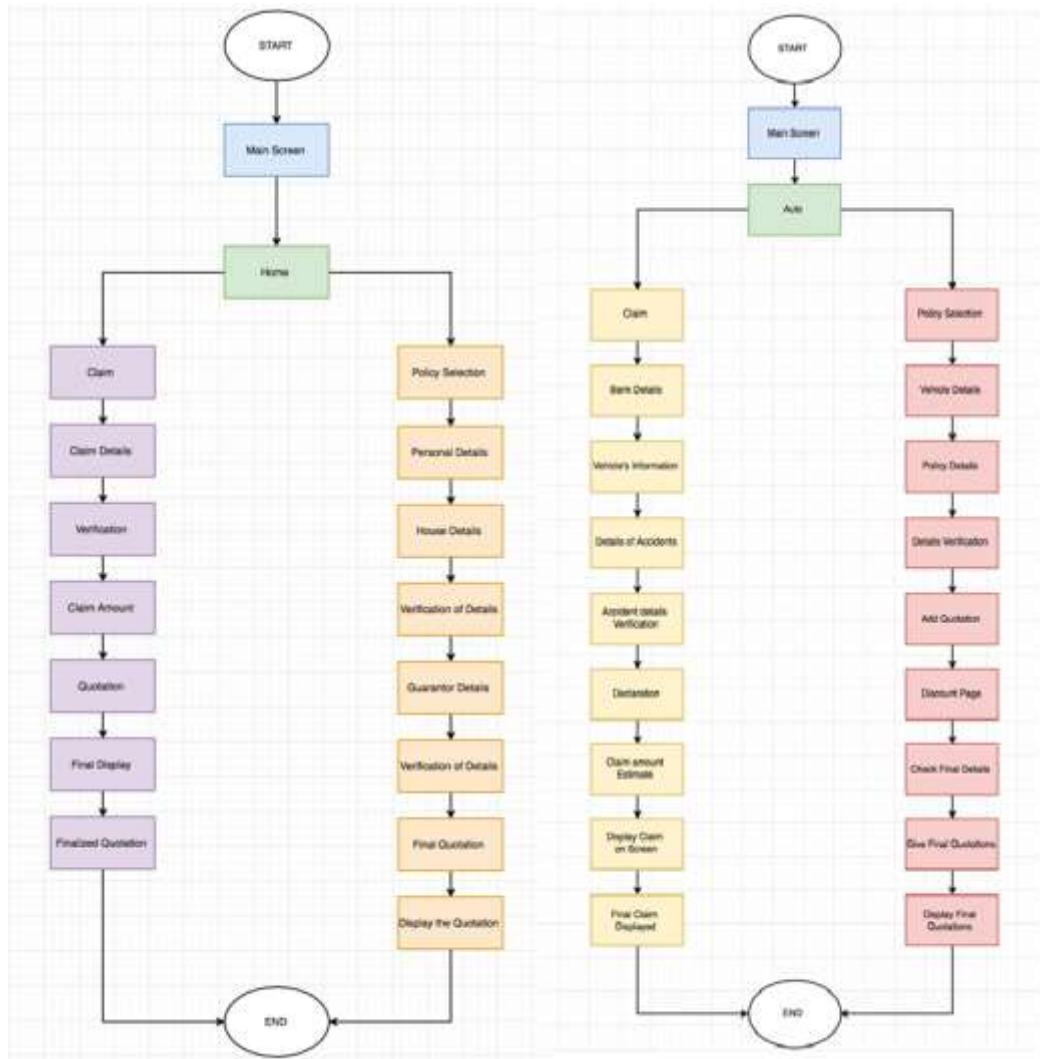 START
Main Screen
Home
Claim
Claim Details
Verification
Claim Amount
Quotation
Final Display
Finalized Quotation
Policy Selection
Personal Details
House Details
Verification of Details
Guarantor Details
Verification of Details
Final Quotation
Display the Quotation
END
START
Main Screen
Auto
Claim
Bank Details
Vehicle's Information
Details of Accidents
Accident details
Verification
Declaration
Claim amount
Estimate
Display Claim
on Screen
Final Claim
Displayed
Policy Selection
Vehicle Details
Policy Details
Details Verification
Add Quotation
Discount Page
Check Final Details
Give Final Quotations
Display Final
Quotations
END